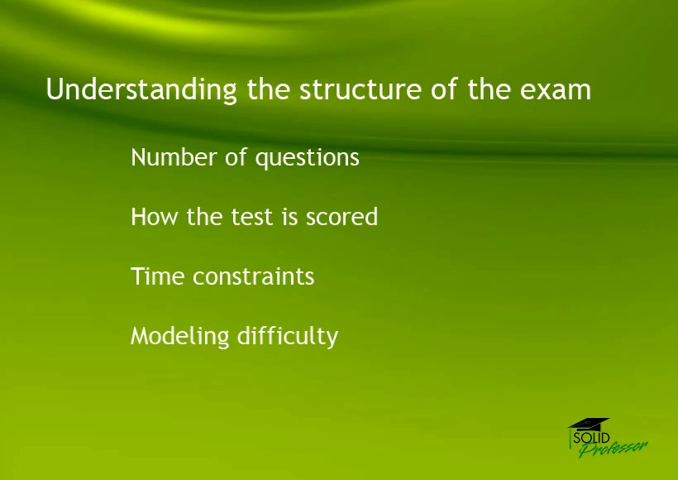 Understanding the structure of the exam
Number of questions
How the test is scored
Time constraints
Modeling difficulty
SOLID
Professor